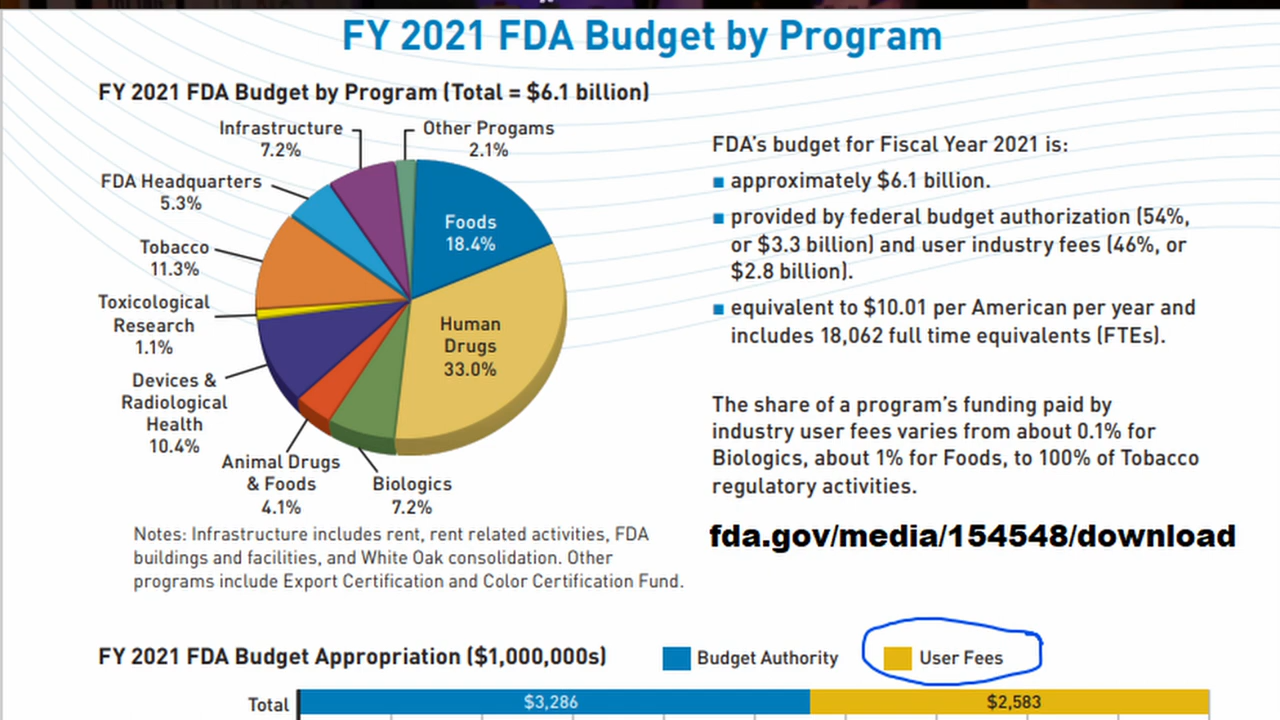 FY 2021 FDA Budget by Program
FY 2021 FDA Budget by Program (Total = $6.1 billion)
Infrastructure
7.2%
Other Progams
2.1%
FDA Headquarters
5.3%
Foods
18.4%
Tobacco
11.3%
Toxicological
Research
1.1%
Human
Drugs
33.0%
Devices &
Radiological
Health
10.4%
Animal Drugs
& Foods
4.1%
Biologics
7.2%
Notes: Infrastructure includes rent, rent related activities, FDA
buildings and facilities, and White Oak consolidation. Other
programs include Export Certification and Color Certification Fund.
FDA's budget for Fiscal Year 2021 is:
■ approximately $6.1 billion.
■ provided by federal budget authorization (54%,
or $3.3 billion) and user industry fees (46%, or
$2.8 billion).
■ equivalent to $10.01 per American per year and
includes 18,062 full time equivalents (FTEs).
The share of a program's funding paid by
industry user fees varies from about 0.1% for
Biologics, about 1% for Foods, to 100% of Tobacco
regulatory activities.
fda.gov/media/154548/download
FY 2021 FDA Budget Appropriation ($1,000,000s)
Budget Authority
User Fees
Total
$3,286
$2,583